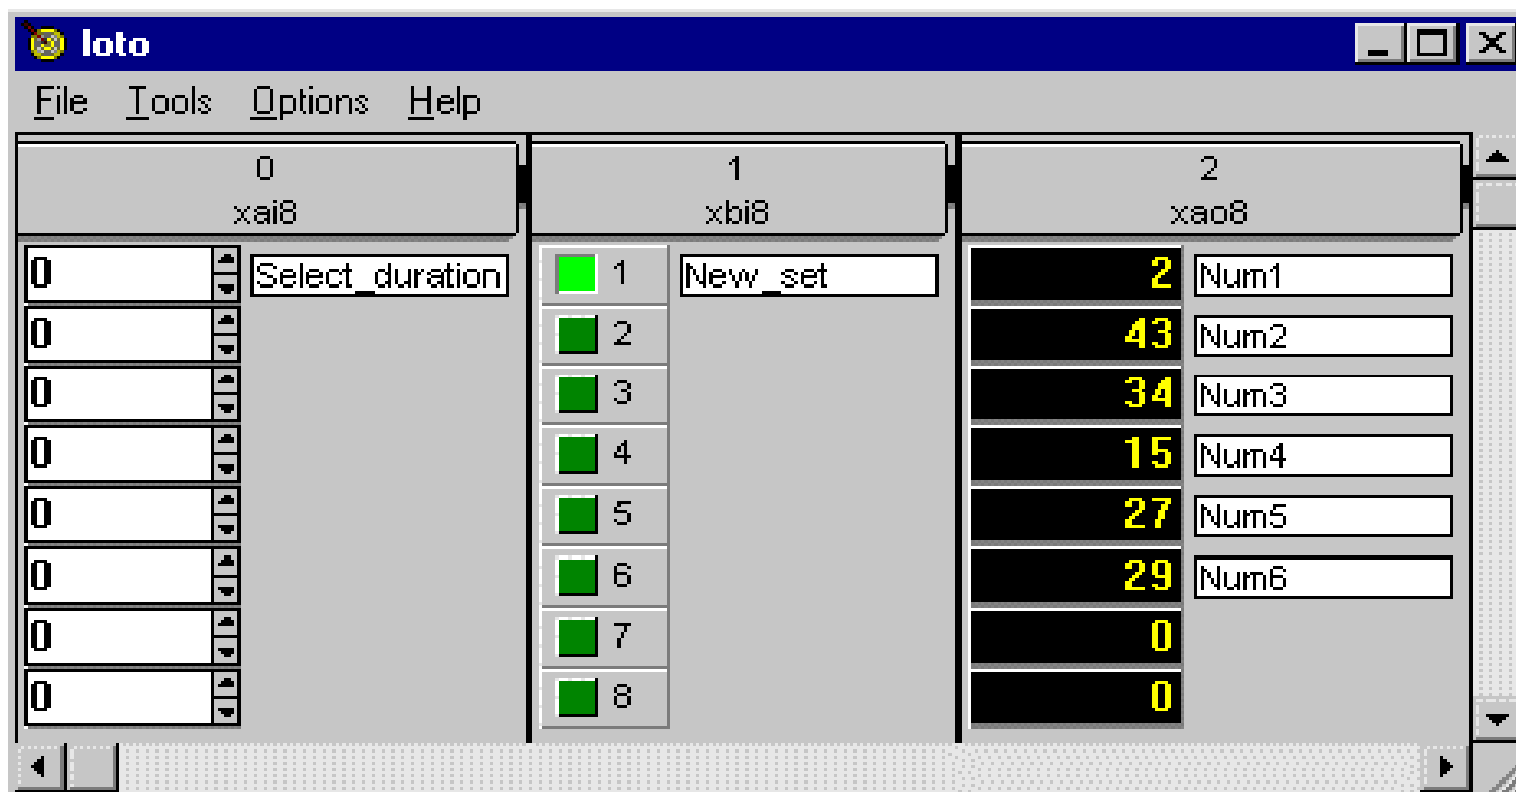 loto
File Tools Options Help
0 1 2
xai8 xbi8 xao8
0 Select_duration 1 New_set 2 Num1
0 2 43 Num2
0 3 34 Num3
0 4 15 Num4
0 5 27 Num5
0 6 29 Num6
0 7 0
0 8 0